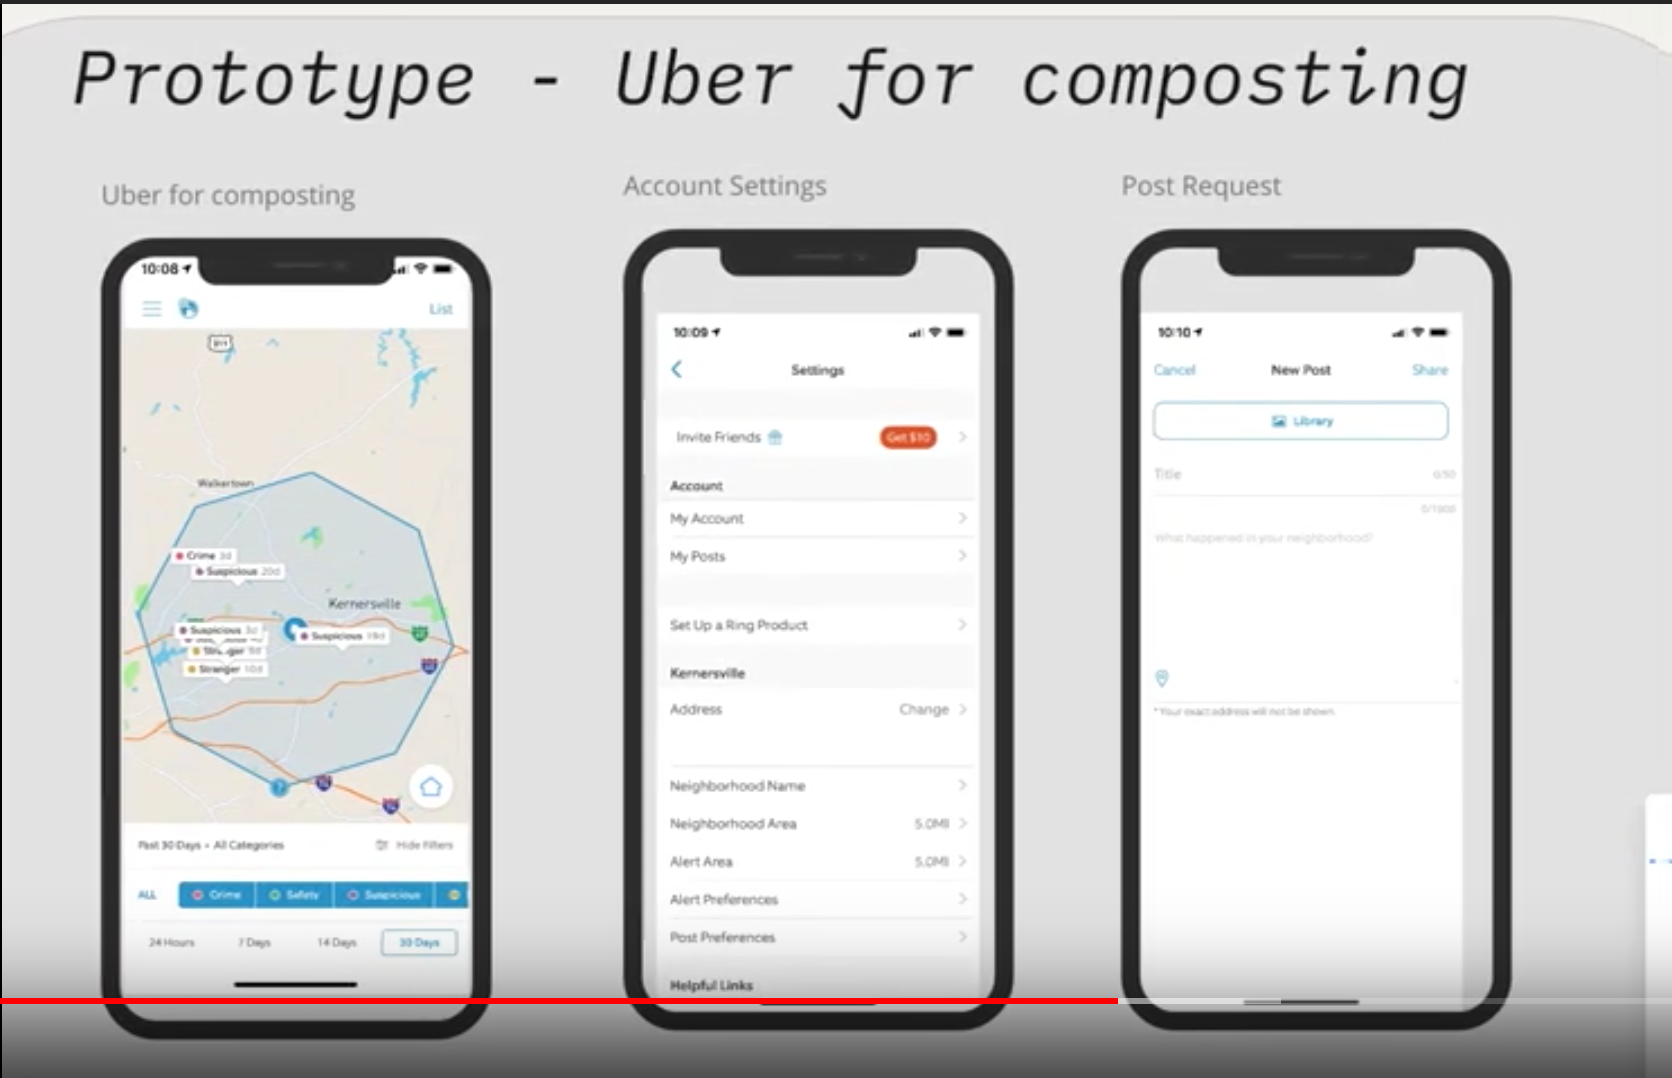 Prototype - Uber for composting
Uber for composting
10:08
List
Walkertown
Crime 3d
Suspicious 20d
Kernersville
Suspicious 3d
Suspicious 19d
Stranger 10d
Past 30 Days • All Categories
Hide Filters
ALL
Crime
Safety
Suspicious
24 Hours
7 Days
14 Days
30 Days
Account Settings
10:09
Settings
Invite Friends
Get $10
Account
My Account
My Posts
Set Up a Ring Product
Kernersville
Address
Change
Neighborhood Name
Neighborhood Area
5.0MI
Alert Area
5.0MI
Alert Preferences
Post Preferences
Helpful Links
Post Request
10:10
Cancel
New Post
Share
Library
Title
0/50
What happened in your neighborhood?
* Your exact address will not be shown.